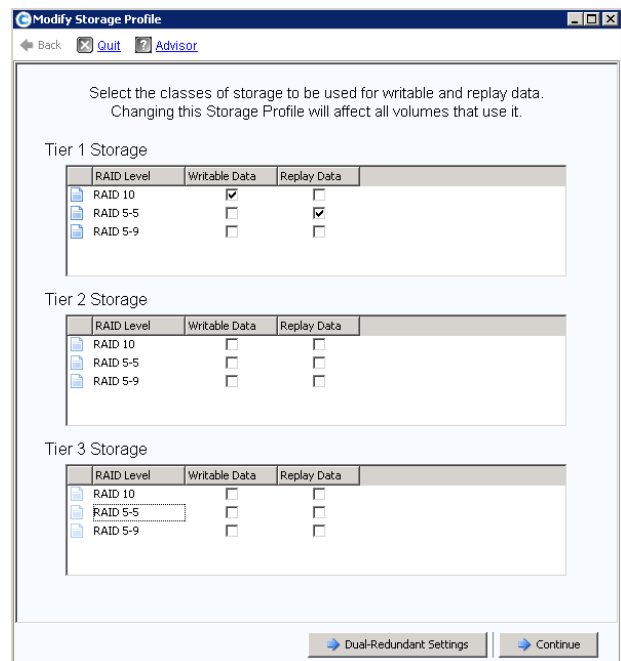 Modify Storage Profile
Back Quit Advisor
Select the classes of storage to be used for writable and replay data.
Changing this Storage Profile will affect all volumes that use it.
Tier 1 Storage
RAID Level Writable Data Replay Data
RAID 10
RAID 5-5
RAID 5-9
Tier 2 Storage
RAID Level Writable Data Replay Data
RAID 10
RAID 5-5
RAID 5-9
Tier 3 Storage
RAID Level Writable Data Replay Data
RAID 10
RAID 5-5
RAID 5-9
Dual-Redundant Settings Continue